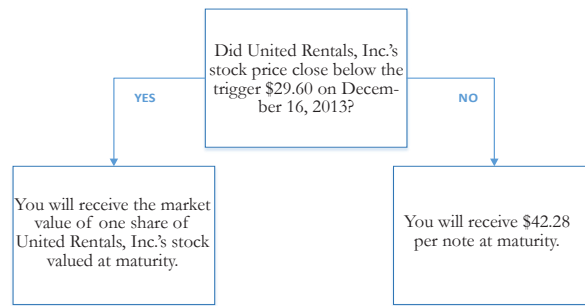 Did United Rentals, Inc.'s
stock price close below the
trigger $29.60 on Decem-
ber 16, 2013?
YES
NO
You will receive the market
value of one share of
United Rentals, Inc.'s stock
valued at maturity.
You will receive $42.28
per note at maturity.